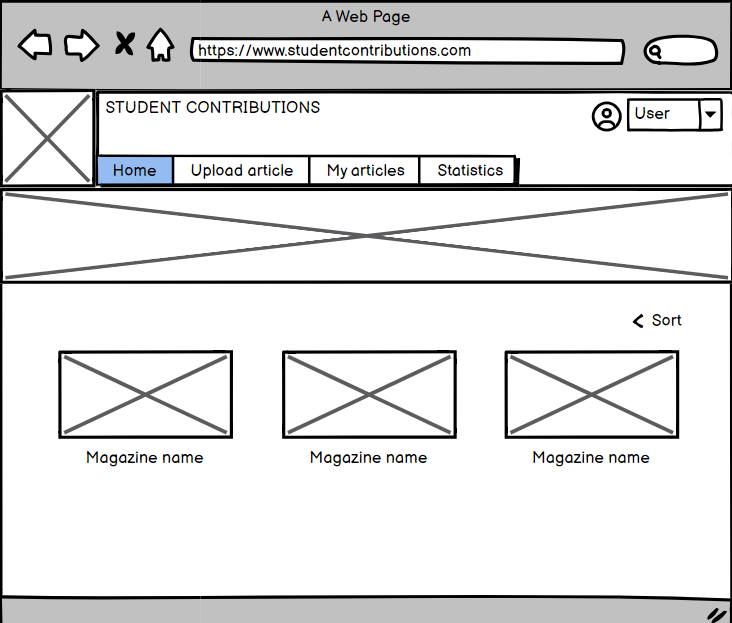 A Web Page
https://www.studentcontributions.com
STUDENT CONTRIBUTIONS
User
Home Upload article My articles Statistics
Sort
Magazine name Magazine name Magazine name